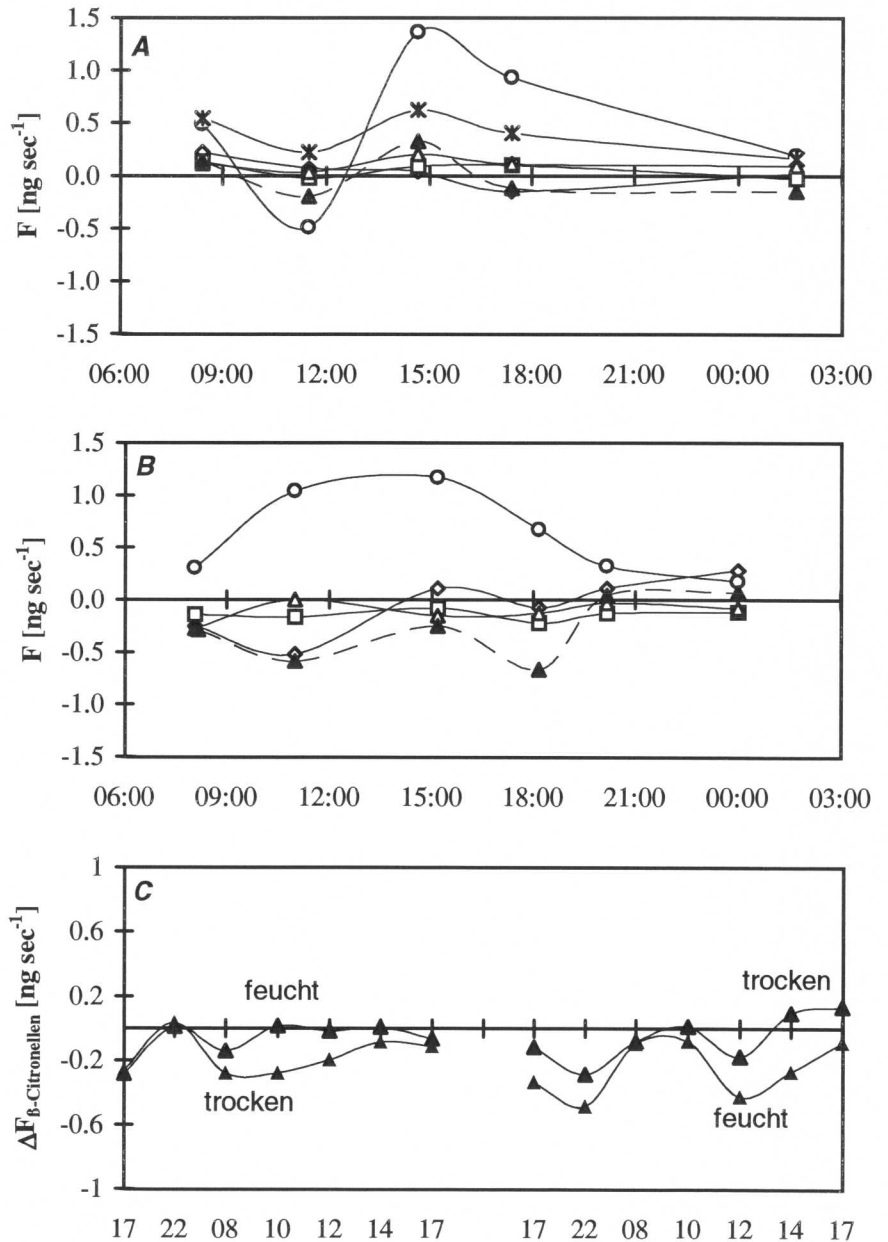 A
F [ng sec-1]
1.5
1.0
0.5
0.0
-0.5
-1.0
-1.5
06:00 09:00 12:00 15:00 18:00 21:00 00:00 03:00
B
F [ng sec-1]
1.5
1.0
0.5
0.0
-0.5
-1.0
-1.5
06:00 09:00 12:00 15:00 18:00 21:00 00:00 03:00
C
ΔFß-Citronellen [ng sec-1]
1
0.6
0.2
-0.2
-0.6
-1
feucht
trocken
trocken
feucht
17 22 08 10 12 14 17 17 22 08 10 12 14 17